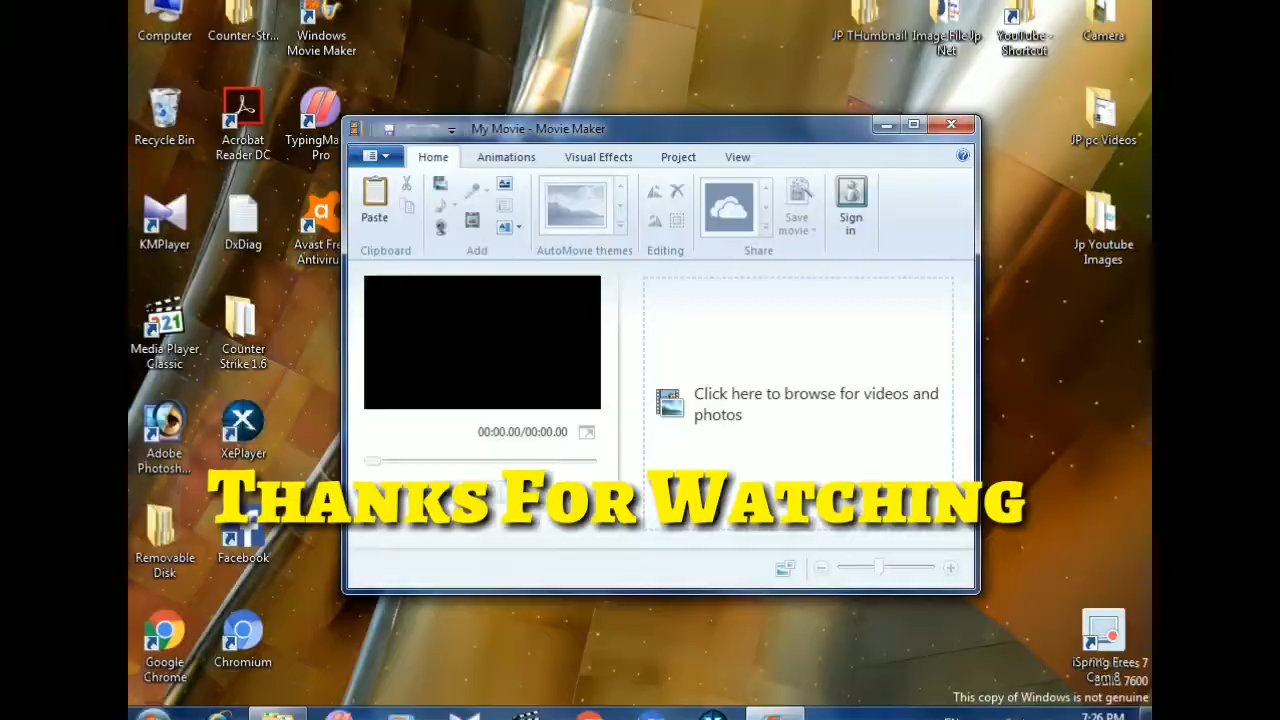 Computer
Counter-Str...
Windows
Movie Maker
JP THumbnail
Image File Jp
Net
YouTube -
Shortcut
Camera
Recycle Bin
Acrobat
Reader DC
TypingMa
Pro
JP pc Videos
KMPlayer
DxDiag
Avast Fre
Antiviru
Jp Youtube
Images
Media Player
Classic
Counter
Strike 1.6
Adobe
Photosh...
XePlayer
Removable
Disk
Facebook
Google
Chrome
Chromium
My Movie - Movie Maker
Home
Animations
Visual Effects
Project
View
Paste
Clipboard
Add
AutoMovie themes
Editing
Save
movie
Share
Sign
in
Click here to browse for videos and
photos
00:00.00/00:00.00
Thanks For Watching
iSpring Free
Cam 8
s 7
Build 7600
This copy of Windows is not genuine
7:26 PM